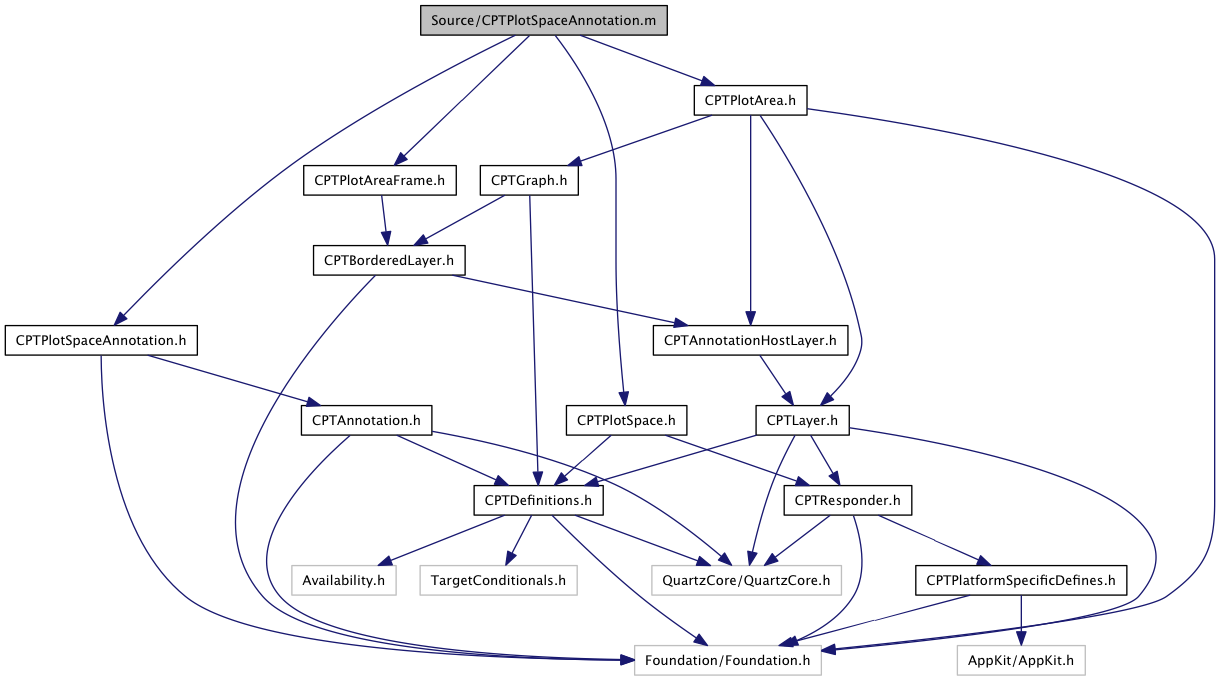 Source/CPTPlotSpaceAnnotation.m
CPTPlotArea.h
CPTPlotAreaFrame.h
CPTGraph.h
CPTBorderedLayer.h
CPTPlotSpaceAnnotation.h
CPTAnnotationHostLayer.h
CPTAnnotation.h
CPTPlotSpace.h
CPTLayer.h
CPTDefinitions.h
CPTResponder.h
Availability.h
TargetConditionals.h
QuartzCore/QuartzCore.h
CPTPlatformSpecificDefines.h
Foundation/Foundation.h
AppKit/AppKit.h